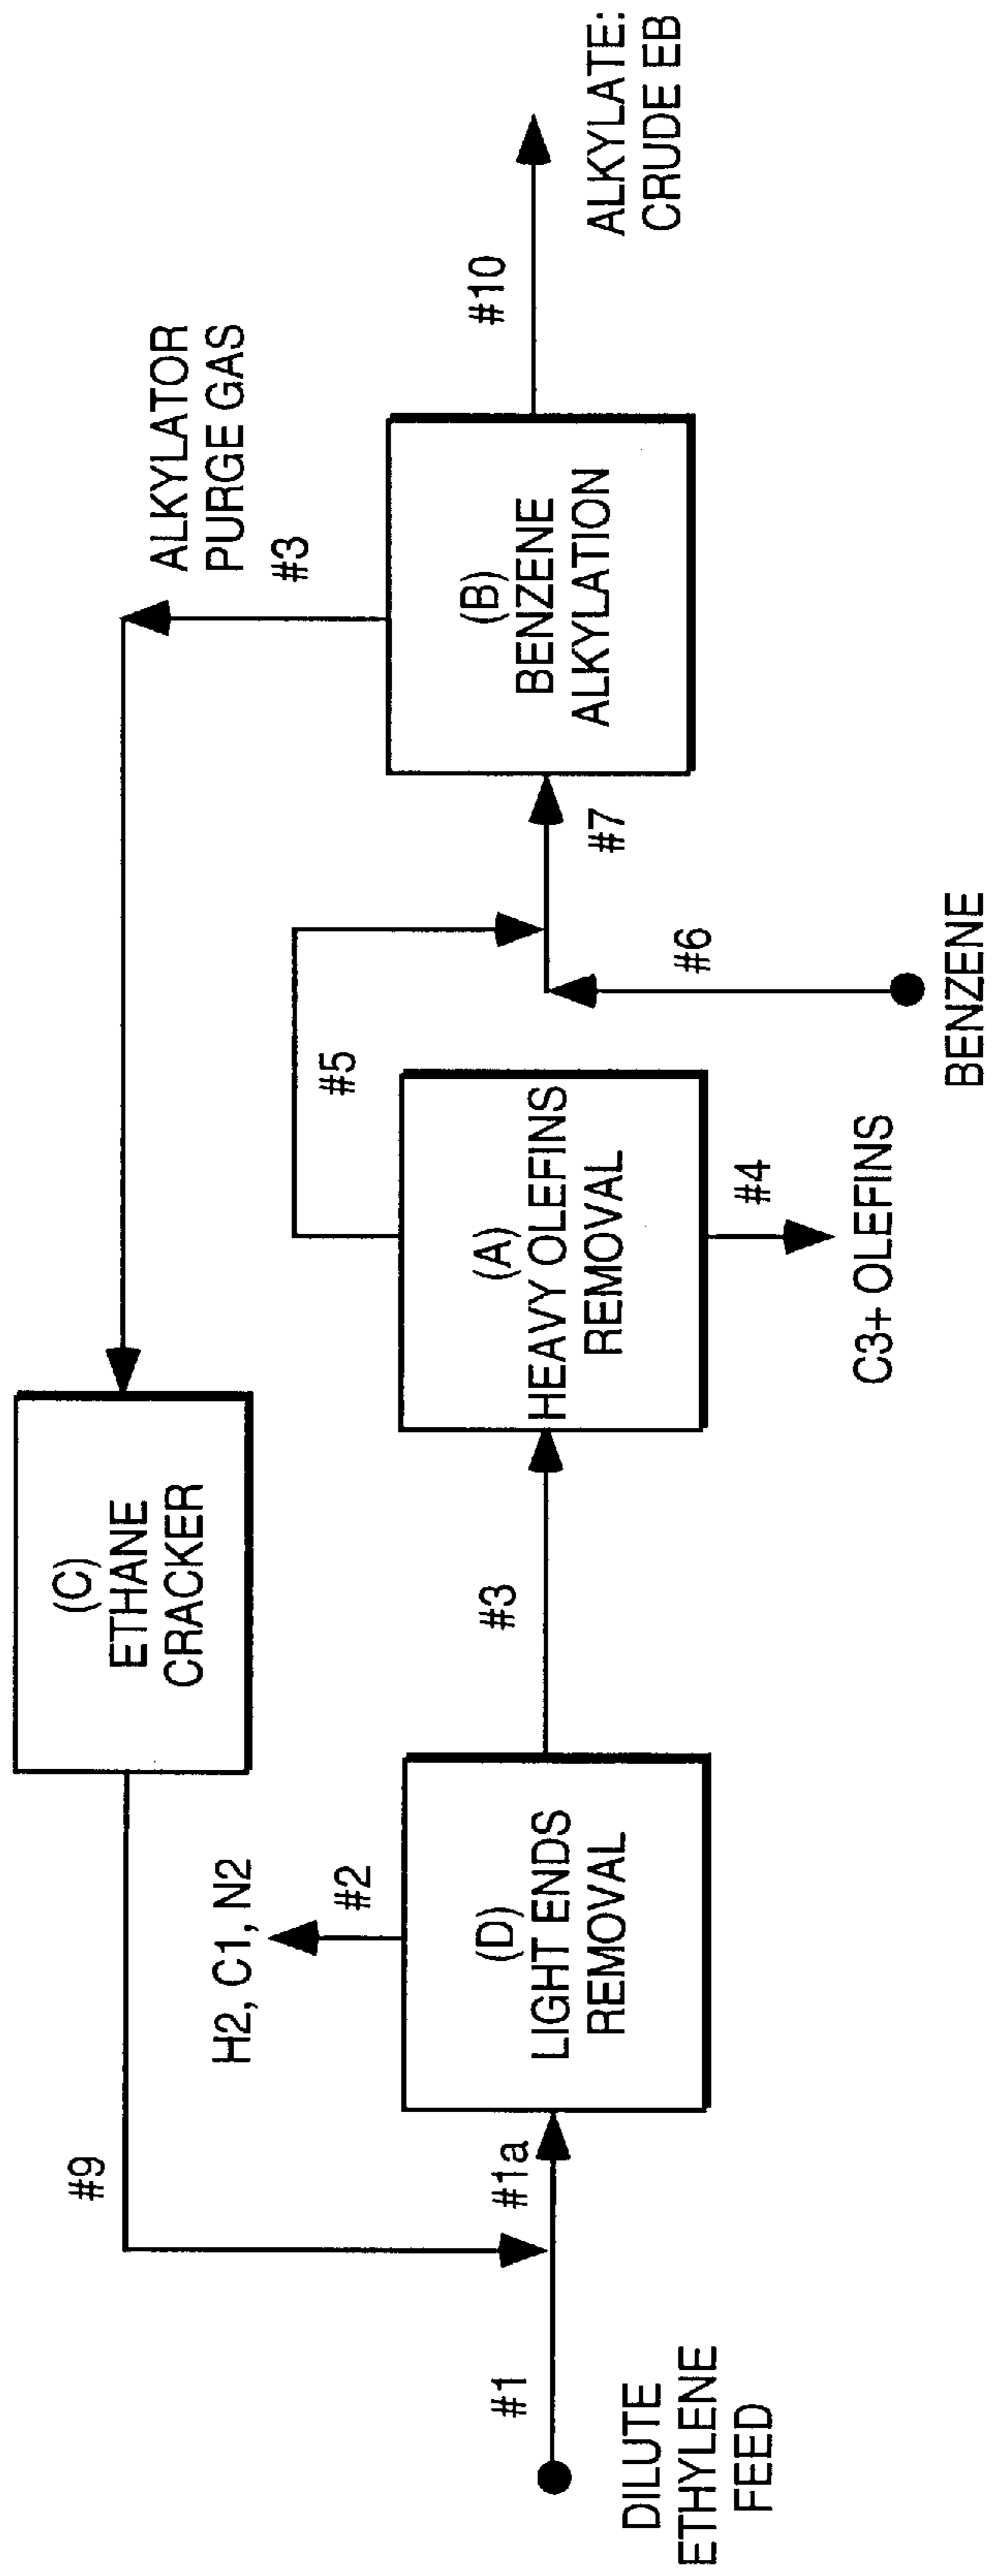 #9
(C)
ETHANE
CRACKER
ALKYLATOR
PURGE GAS
#3
H2, C1, N2
#2
#5
#10
#1
#1a
(D)
LIGHT ENDS
REMOVAL
#3
(A)
HEAVY OLEFINS
REMOVAL
#7
(B)
BENZENE
ALKYLATION
ALKYLATE:
CRUDE EB
DILUTE
ETHYLENE
FEED
#4
C3+ OLEFINS
#6
BENZENE